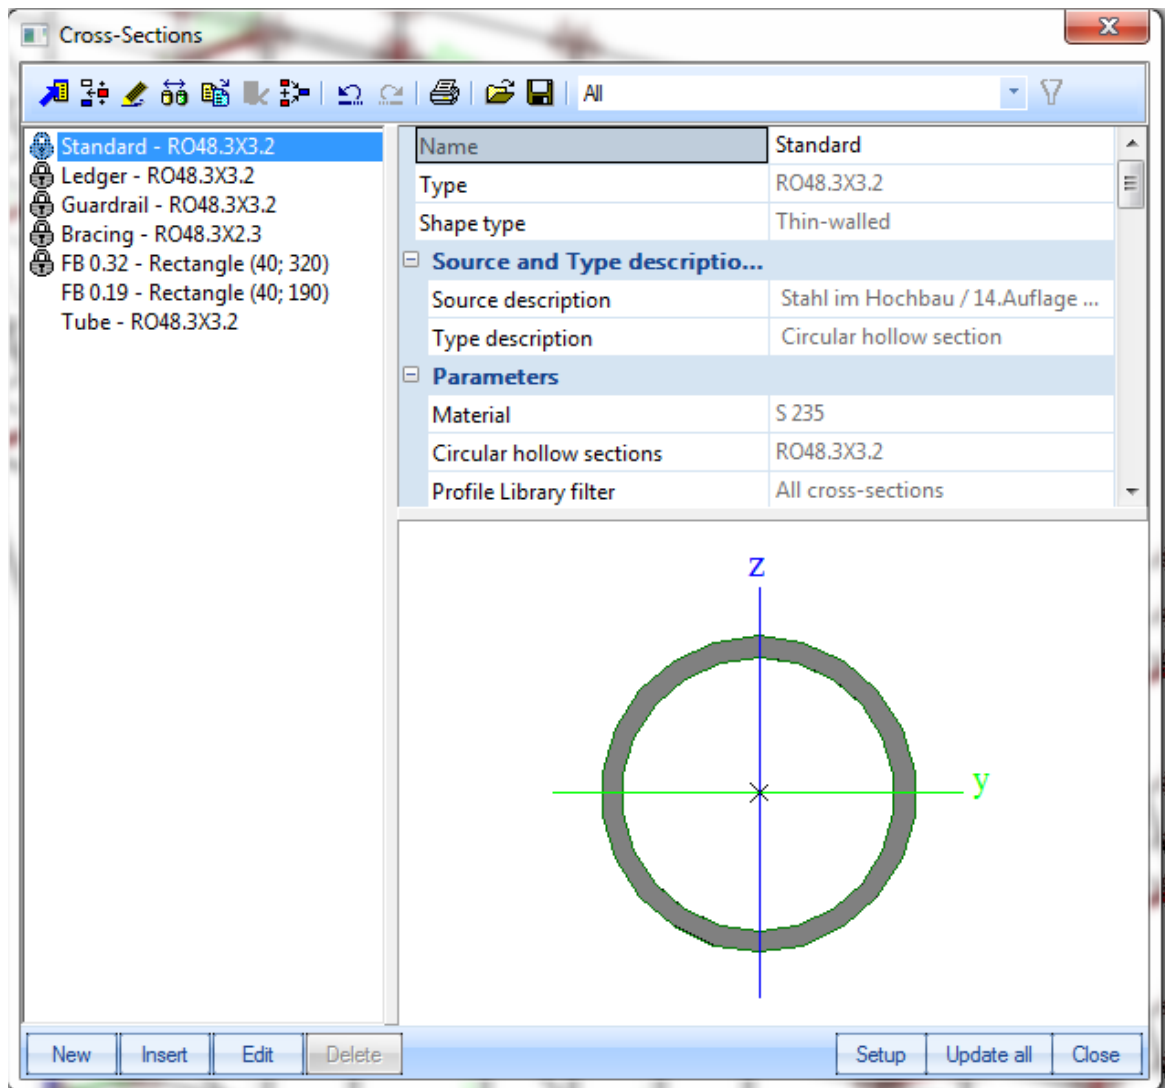 Cross-Sections
All
Standard - RO48.3X3.2
Ledger - RO48.3X3.2
Guardrail - RO48.3X3.2
Bracing - RO48.3X2.3
FB 0.32 - Rectangle (40; 320)
FB 0.19 - Rectangle (40; 190)
Tube - RO48.3X3.2
Name Standard
Type RO48.3X3.2
Shape type Thin-walled
Source and Type descriptio...
Source description Stahl im Hochbau / 14.Auflage ...
Type description Circular hollow section
Parameters
Material S 235
Circular hollow sections RO48.3X3.2
Profile Library filter All cross-sections
z
y
New Insert Edit Delete Setup Update all Close